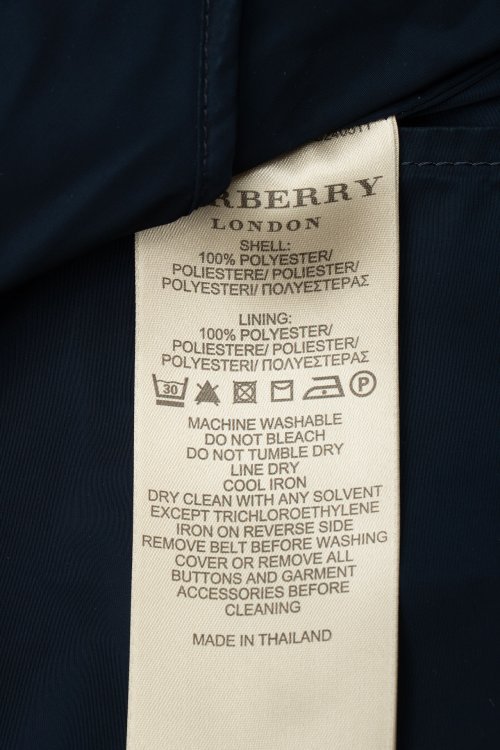 RBERRY
LONDON
SHELL:
100% POLYESTER/
POLIESTERE/ POLIESTER/
POLYESTERI/ ΠΟΛΥΕΣΤΕΡΑΣ
LINING:
100% POLYESTER/
POLIESTERE/ POLIESTER/
POLYESTERI/ ΠΟΛΥΕΣΤΕΡΑΣ
30 P
MACHINE WASHABLE
DO NOT BLEACH
DO NOT TUMBLE DRY
LINE DRY
COOL IRON
DRY CLEAN WITH ANY SOLVENT
EXCEPT TRICHLOROETHYLENE
IRON ON REVERSE SIDE
REMOVE BELT BEFORE WASHING
COVER OR REMOVE ALL
BUTTONS AND GARMENT
ACCESSORIES BEFORE
CLEANING
MADE IN THAILAND